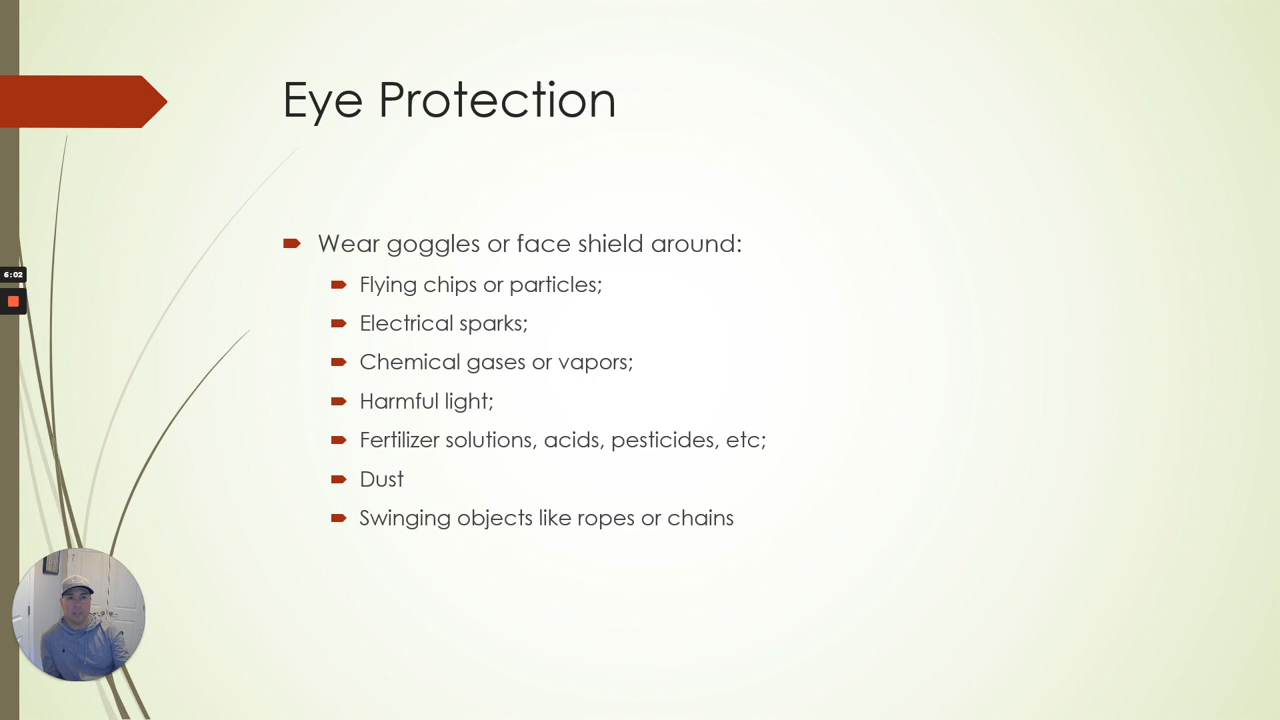 Eye Protection
Wear goggles or face shield around:
Flying chips or particles;
Electrical sparks;
6:02
Chemical gases or vapors;
Harmful light;
Fertilizer solutions, acids, pesticides, etc;
Dust
Swinging objects like ropes or chains